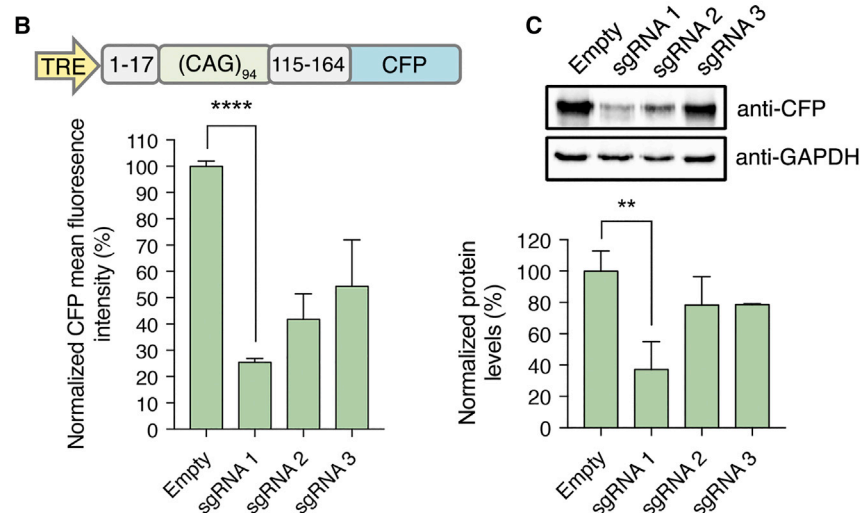 B
TRE 1-17 (CAG)94 115-164 CFP
****
Normalized CFP mean fluoresence
intensity (%)
110
100
90
80
70
60
50
40
30
20
10
0
Empty
sgRNA 1
sgRNA 2
sgRNA 3
C
Empty
sgRNA 1
sgRNA 2
sgRNA 3
anti-CFP
anti-GAPDH
**
Normalized protein
levels (%)
120
100
80
60
40
20
0
Empty
sgRNA 1
sgRNA 2
sgRNA 3